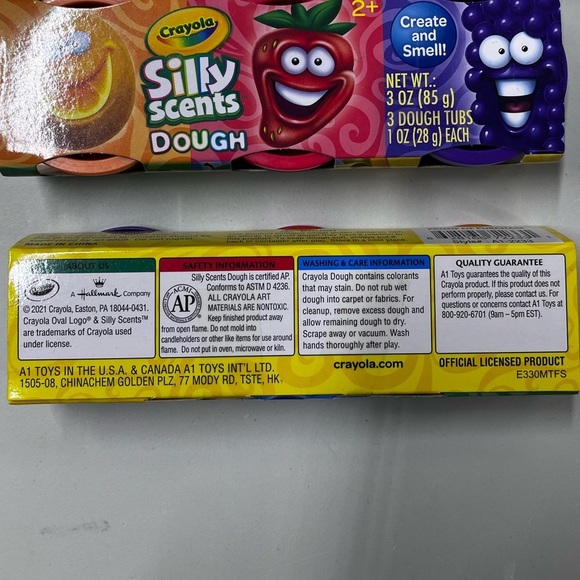 Crayola
Silly
Scents
DOUGH
2+
Create
and
Smell!
NET WT.:
3 OZ (85 g)
3 DOUGH TUBS
1 OZ (28 g) EACH
MADE IN CHINA
ABOUT US
Crayola
A Hallmark Company
© 2021 Crayola, Easton, PA 18044-0431.
Crayola Oval Logo® & Silly Scents™
are trademarks of Crayola used
under license.
SAFETY INFORMATION
ACMI
AP
Silly Scents Dough is certified AP.
Conforms to ASTM D 4236.
ALL CRAYOLA ART
MATERIALS ARE NONTOXIC.
Keep finished product away
from open flame. Do not mold into
candleholders or other like items for use around
flame. Do not put in oven, microwave or kiln.
WASHING & CARE INFORMATION
Crayola Dough contains colorants
that may stain. Do not rub wet
dough into carpet or fabrics. For
cleanup, remove excess dough and
allow remaining dough to dry.
Scrape away or vacuum. Wash
hands thoroughly after play.
QUALITY GUARANTEE
A1 Toys guarantees the quality of this
Crayola product. If this product does not
perform properly, please contact us. For
questions or concerns contact A1 Toys at
800-920-6701 (9am – 5pm EST).
A1 TOYS IN THE U.S.A. & CANADA A1 TOYS INT'L LTD.
1505-08, CHINACHEM GOLDEN PLZ, 77 MODY RD, TSTE, HK.
crayola.com
OFFICIAL LICENSED PRODUCT
E330MTFS